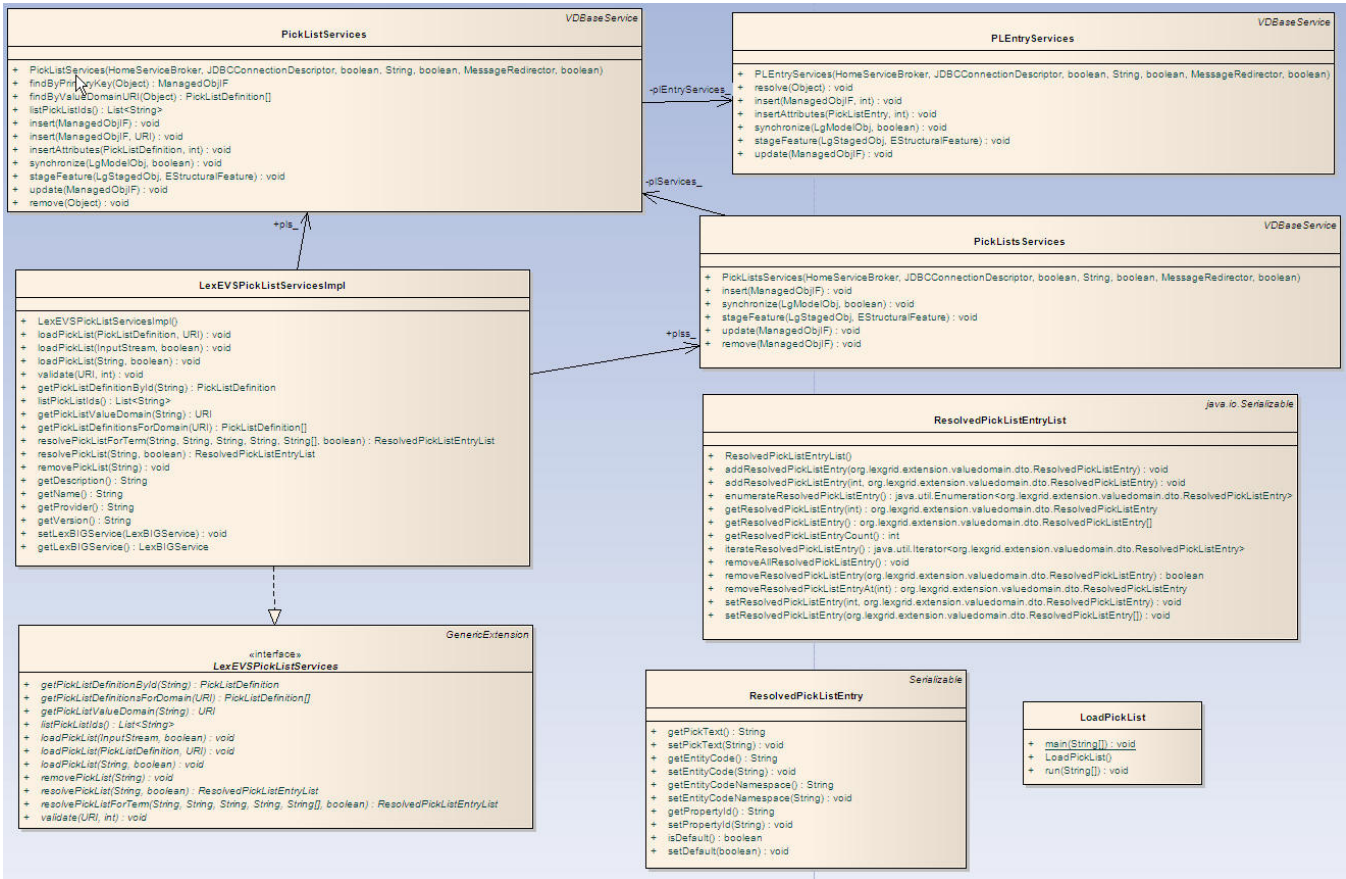 VDBaseService
PickListServices
+ PickListServices(HomeServiceBroker, JDBCConnectionDescriptor, boolean, String, boolean, MessageRedirector, boolean)
+ findByPrimaryKey(Object) : ManagedObjIF
+ findByValueDomainURI(Object) : PickListDefinition[]
+ listPickListIds() : List<String>
+ insert(ManagedObjIF) : void
+ insert(ManagedObjIF, URI) : void
+ insertAttributes(PickListDefinition, int) : void
+ synchronize(LgModelObj, boolean) : void
+ stageFeature(LgStagedObj, EStructuralFeature) : void
+ update(ManagedObjIF) : void
+ remove(Object) : void
-plEntryServices_
VDBaseService
PLEntryServices
+ PLEntryServices(HomeServiceBroker, JDBCConnectionDescriptor, boolean, String, boolean, MessageRedirector, boolean)
+ resolve(Object) : void
+ insert(ManagedObjIF, int) : void
+ insertAttributes(PickListEntry, int) : void
+ synchronize(LgModelObj, boolean) : void
+ stageFeature(LgStagedObj, EStructuralFeature) : void
+ update(ManagedObjIF) : void
-plServices_
+pls_
VDBaseService
PickListsServices
+ PickListsServices(HomeServiceBroker, JDBCConnectionDescriptor, boolean, String, boolean, MessageRedirector, boolean)
+ insert(ManagedObjIF) : void
+ synchronize(LgModelObj, boolean) : void
+ stageFeature(LgStagedObj, EStructuralFeature) : void
+ update(ManagedObjIF) : void
+ remove(ManagedObjIF) : void
+plss_
LexEVSPickListServicesImpl
+ LexEVSPickListServicesImpl()
+ loadPickList(PickListDefinition, URI) : void
+ loadPickList(InputStream, boolean) : void
+ loadPickList(String, boolean) : void
+ validate(URI, int) : void
+ getPickListDefinitionById(String) : PickListDefinition
+ listPickListIds() : List<String>
+ getPickListValueDomain(String) : URI
+ getPickListDefinitionsForDomain(URI) : PickListDefinition[]
+ resolvePickListForTerm(String, String, String, String, String[], boolean) : ResolvedPickListEntryList
+ resolvePickList(String, boolean) : ResolvedPickListEntryList
+ removePickList(String) : void
+ getDescription() : String
+ getName() : String
+ getProvider() : String
+ getVersion() : String
+ setLexBIGService(LexBIGService) : void
+ getLexBIGService() : LexBIGService
java.io.Serializable
ResolvedPickListEntryList
+ ResolvedPickListEntryList()
+ addResolvedPickListEntry(org.lexgrid.extension.valuedomain.dto.ResolvedPickListEntry) : void
+ addResolvedPickListEntry(int, org.lexgrid.extension.valuedomain.dto.ResolvedPickListEntry) : void
+ enumerateResolvedPickListEntry() : java.util.Enumeration<org.lexgrid.extension.valuedomain.dto.ResolvedPickListEntry>
+ getResolvedPickListEntry(int) : org.lexgrid.extension.valuedomain.dto.ResolvedPickListEntry
+ getResolvedPickListEntry() : org.lexgrid.extension.valuedomain.dto.ResolvedPickListEntry[]
+ getResolvedPickListEntryCount() : int
+ iterateResolvedPickListEntry() : java.util.Iterator<org.lexgrid.extension.valuedomain.dto.ResolvedPickListEntry>
+ removeAllResolvedPickListEntry() : void
+ removeResolvedPickListEntry(org.lexgrid.extension.valuedomain.dto.ResolvedPickListEntry) : boolean
+ removeResolvedPickListEntryAt(int) : org.lexgrid.extension.valuedomain.dto.ResolvedPickListEntry
+ setResolvedPickListEntry(int, org.lexgrid.extension.valuedomain.dto.ResolvedPickListEntry) : void
+ setResolvedPickListEntry(org.lexgrid.extension.valuedomain.dto.ResolvedPickListEntry[]) : void
GenericExtension
«interface»
LexEVSPickListServices
+ getPickListDefinitionById(String) : PickListDefinition
+ getPickListDefinitionsForDomain(URI) : PickListDefinition[]
+ getPickListValueDomain(String) : URI
+ listPickListIds() : List<String>
+ loadPickList(InputStream, boolean) : void
+ loadPickList(PickListDefinition, URI) : void
+ loadPickList(String, boolean) : void
+ removePickList(String) : void
+ resolvePickList(String, boolean) : ResolvedPickListEntryList
+ resolvePickListForTerm(String, String, String, String, String[], boolean) : ResolvedPickListEntryList
+ validate(URI, int) : void
Serializable
ResolvedPickListEntry
+ getPickText() : String
+ setPickText(String) : void
+ getEntityCode() : String
+ setEntityCode(String) : void
+ getEntityCodeNamespace() : String
+ setEntityCodeNamespace(String) : void
+ getPropertyId() : String
+ setPropertyId(String) : void
+ isDefault() : boolean
+ setDefault(boolean) : void
LoadPickList
+ main(String[]) : void
+ LoadPickList()
+ run(String[]) : void